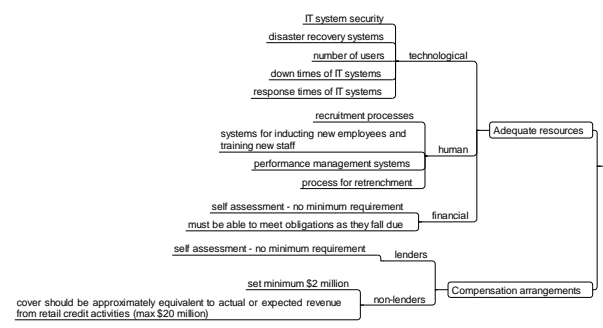 IT system security
disaster recovery systems
number of users
technological
down times of IT systems
response times of IT systems
recruitment processes
Adequate resources
systems for inducting new employees and
training new staff
human
performance management systems
process for retrenchment
self assessment - no minimum requirement
financial
must be able to meet obligations as they fall due
self assessment - no minimum requirement
lenders
set minimum $2 million
Compensation arrangements
non-lenders
cover should be approximately equivalent to actual or expected revenue
from retail credit activities (max $20 million)